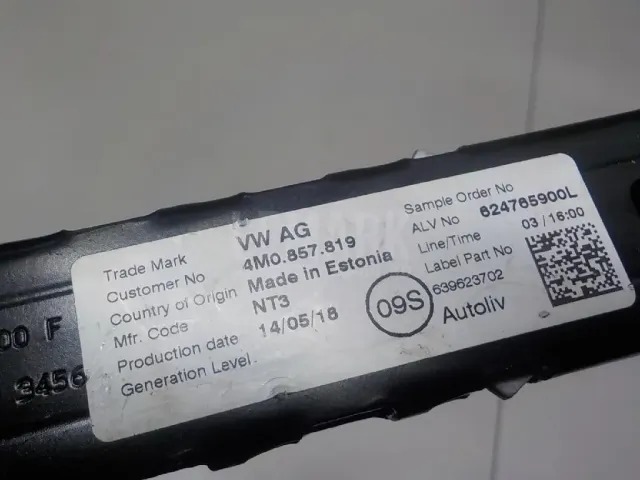 Trade Mark VW AG
Customer No 4M0.857.819
Country of Origin Made in Estonia
Mfr. Code NT3
Production date 14/05/18
Generation Level
Sample Order No
ALV No 624765900L
Line/Time 03 / 16:00
Label Part No
639623702
09S
Autoliv
00 F
3456